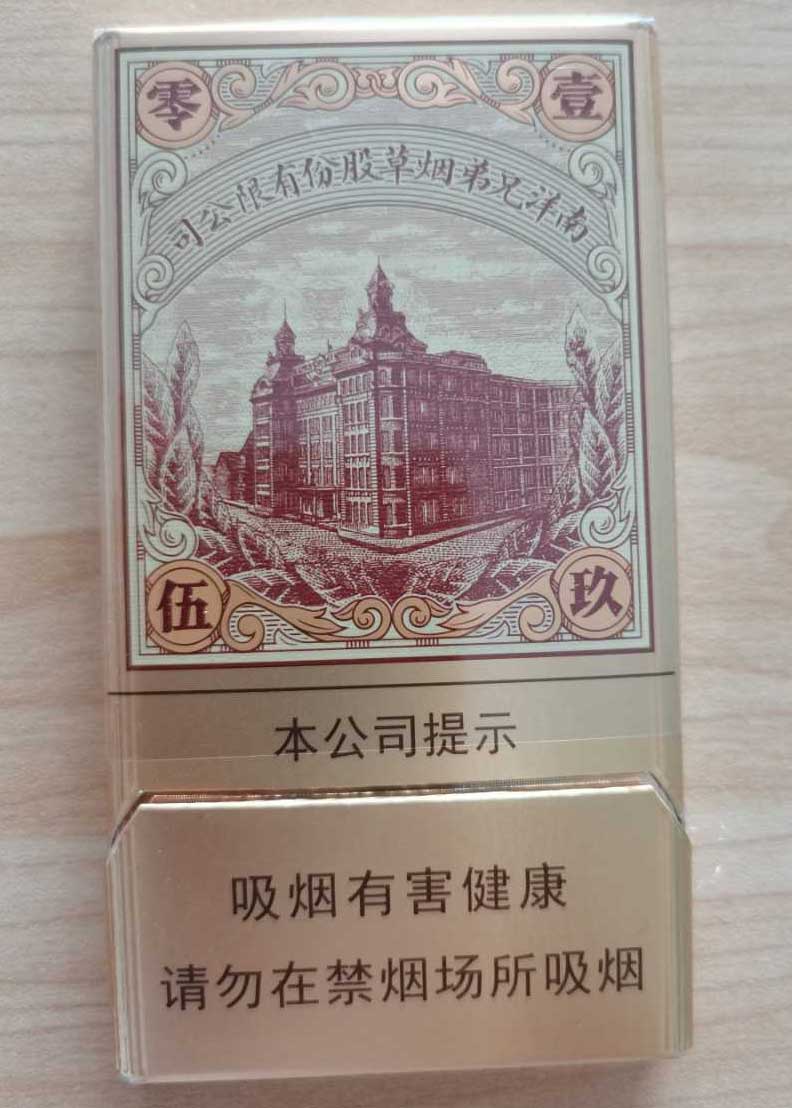 壹玖
零伍
南洋兄弟烟草股份有限公司
本公司提示
吸烟有害健康
请勿在禁烟场所吸烟